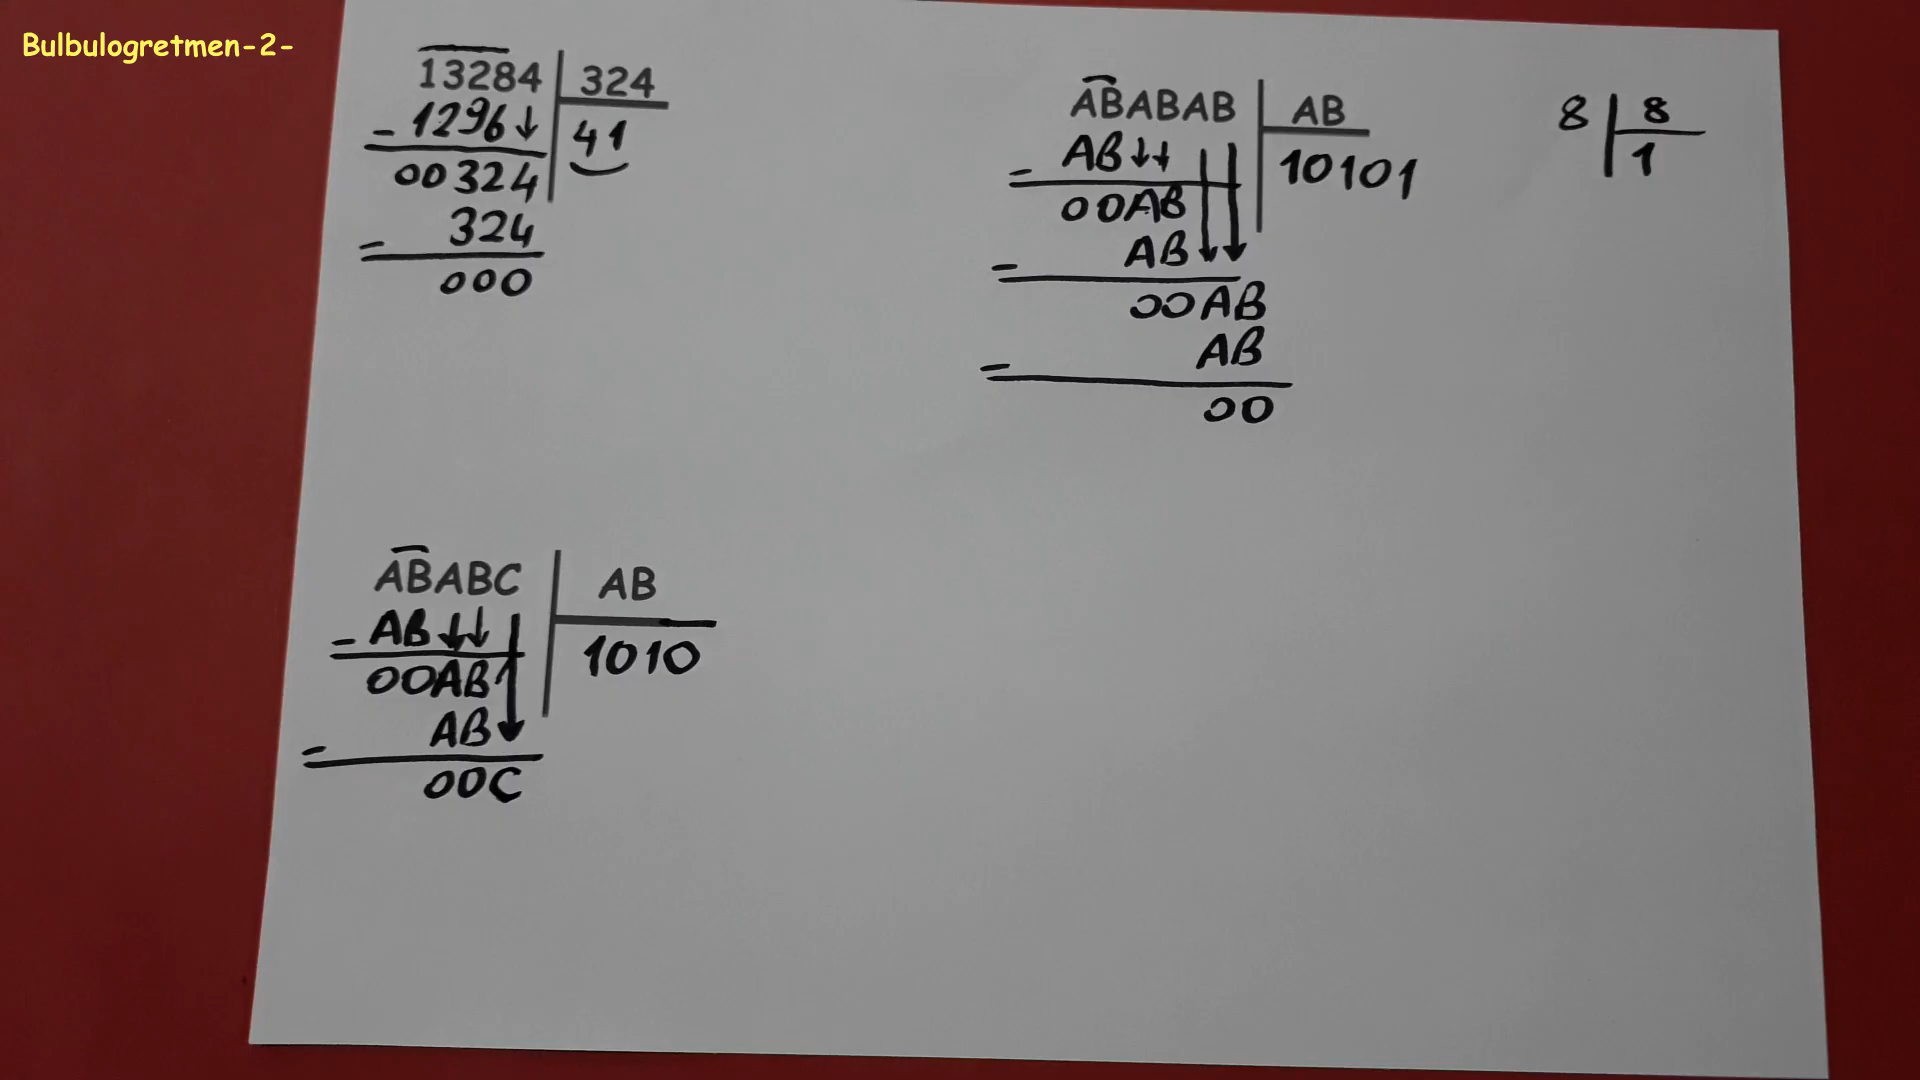 Bulbulogretmen-2-
13284 324
- 1296↓ 41
00324
- 324
000
ABABAB AB
- AB↓↓ 10101
00AB
- AB↓↓
00AB
- AB
00
8 8
1
ABABC AB
- AB↓↓ 1010
00AB
- AB↓
00C